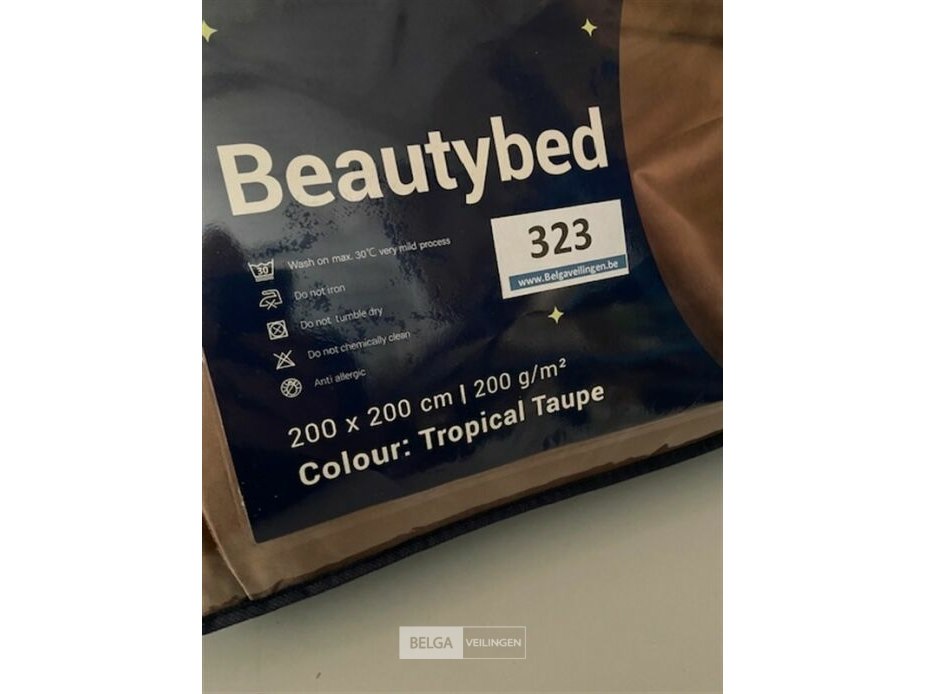 Beautybed
323
www.Belgaveilingen.be
30
Wash on max. 30°C very mild process
Do not iron
Do not tumble dry
Do not chemically clean
Anti allergic
200 x 200 cm | 200 g/m²
Colour: Tropical Taupe
BELGA VEILINGEN